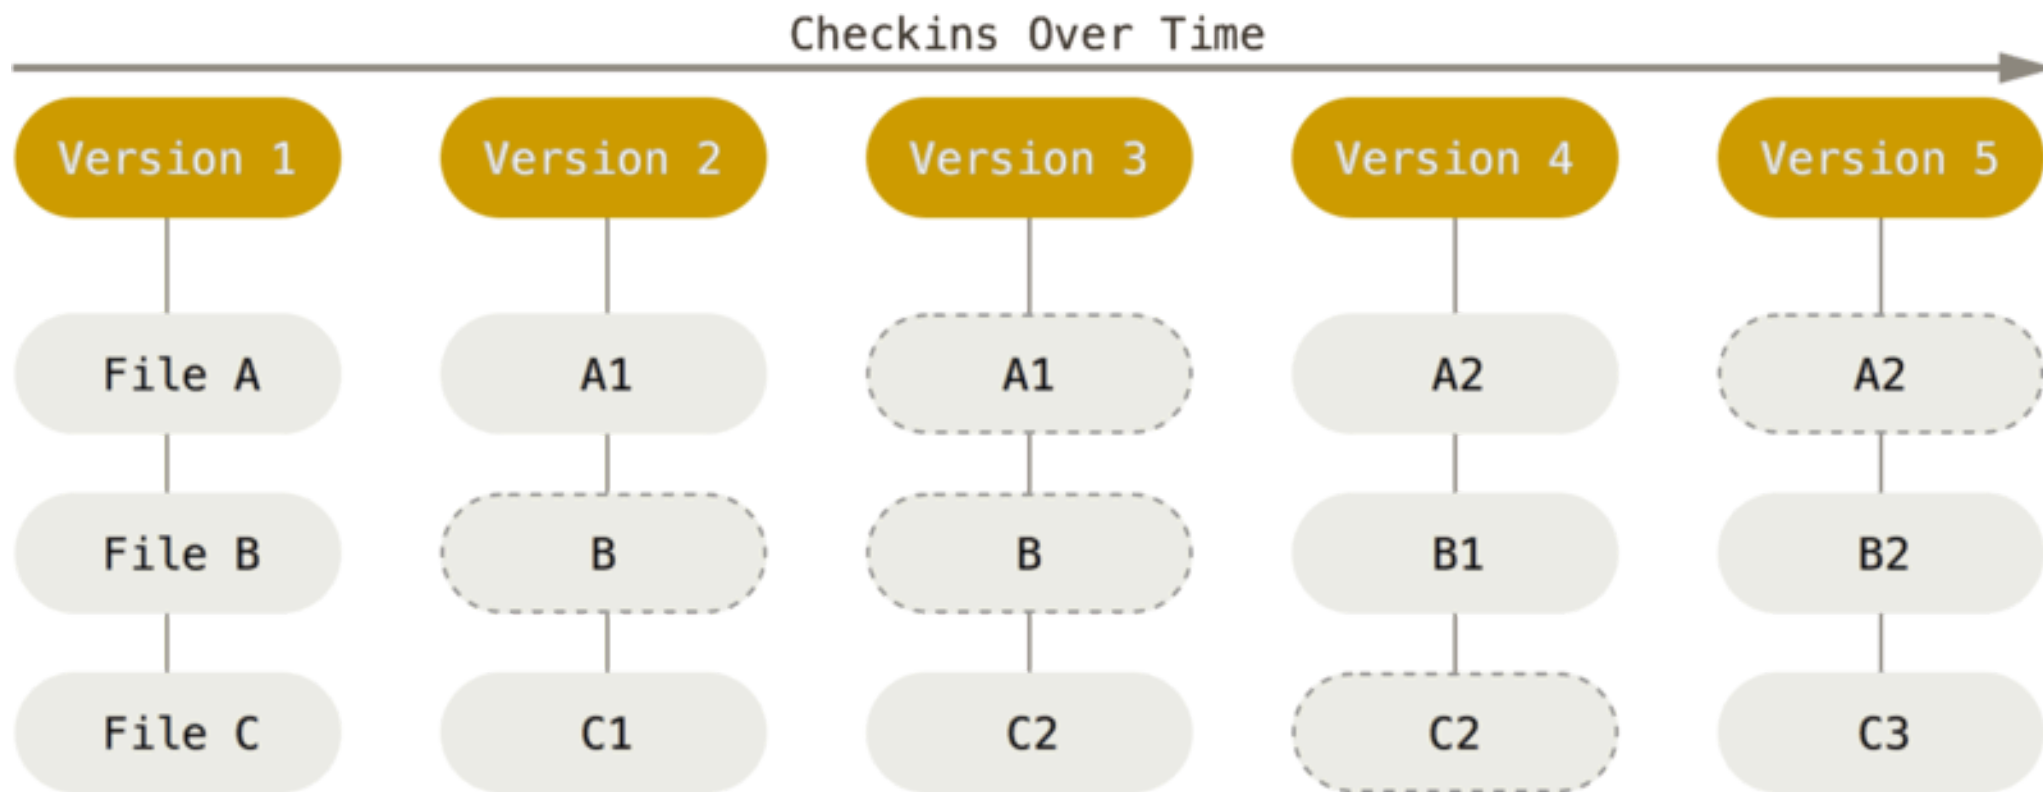 Checkins Over Time
Version 1 Version 2 Version 3 Version 4 Version 5
File A A1 A1 A2 A2
File B B B B1 B2
File C C1 C2 C2 C3